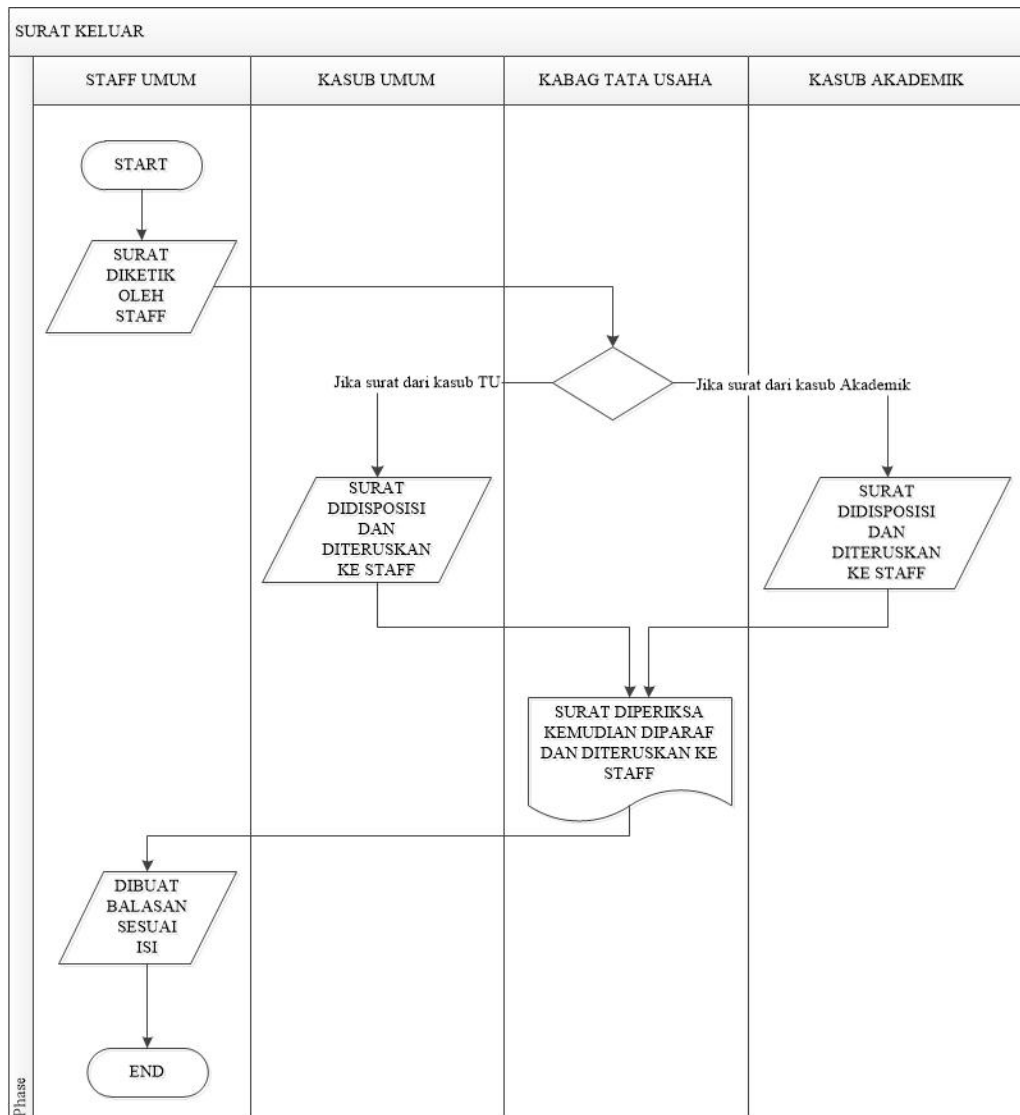 SURAT KELUAR
STAFF UMUM
KASUB UMUM
KABAG TATA USAHA
KASUB AKADEMIK
START
SURAT
DIKETIK
OLEH
STAFF
Jika surat dari kasub TU
Jika surat dari kasub Akademik
SURAT
DIDISPOSISI
DAN
DITERUSKAN
KE STAFF
SURAT
DIDISPOSISI
DAN
DITERUSKAN
KE STAFF
SURAT DIPERIKSA
KEMUDIAN DIPARAF
DAN DITERUSKAN KE
STAFF
DIBUAT
BALASAN
SESUAI
ISI
END
Phase